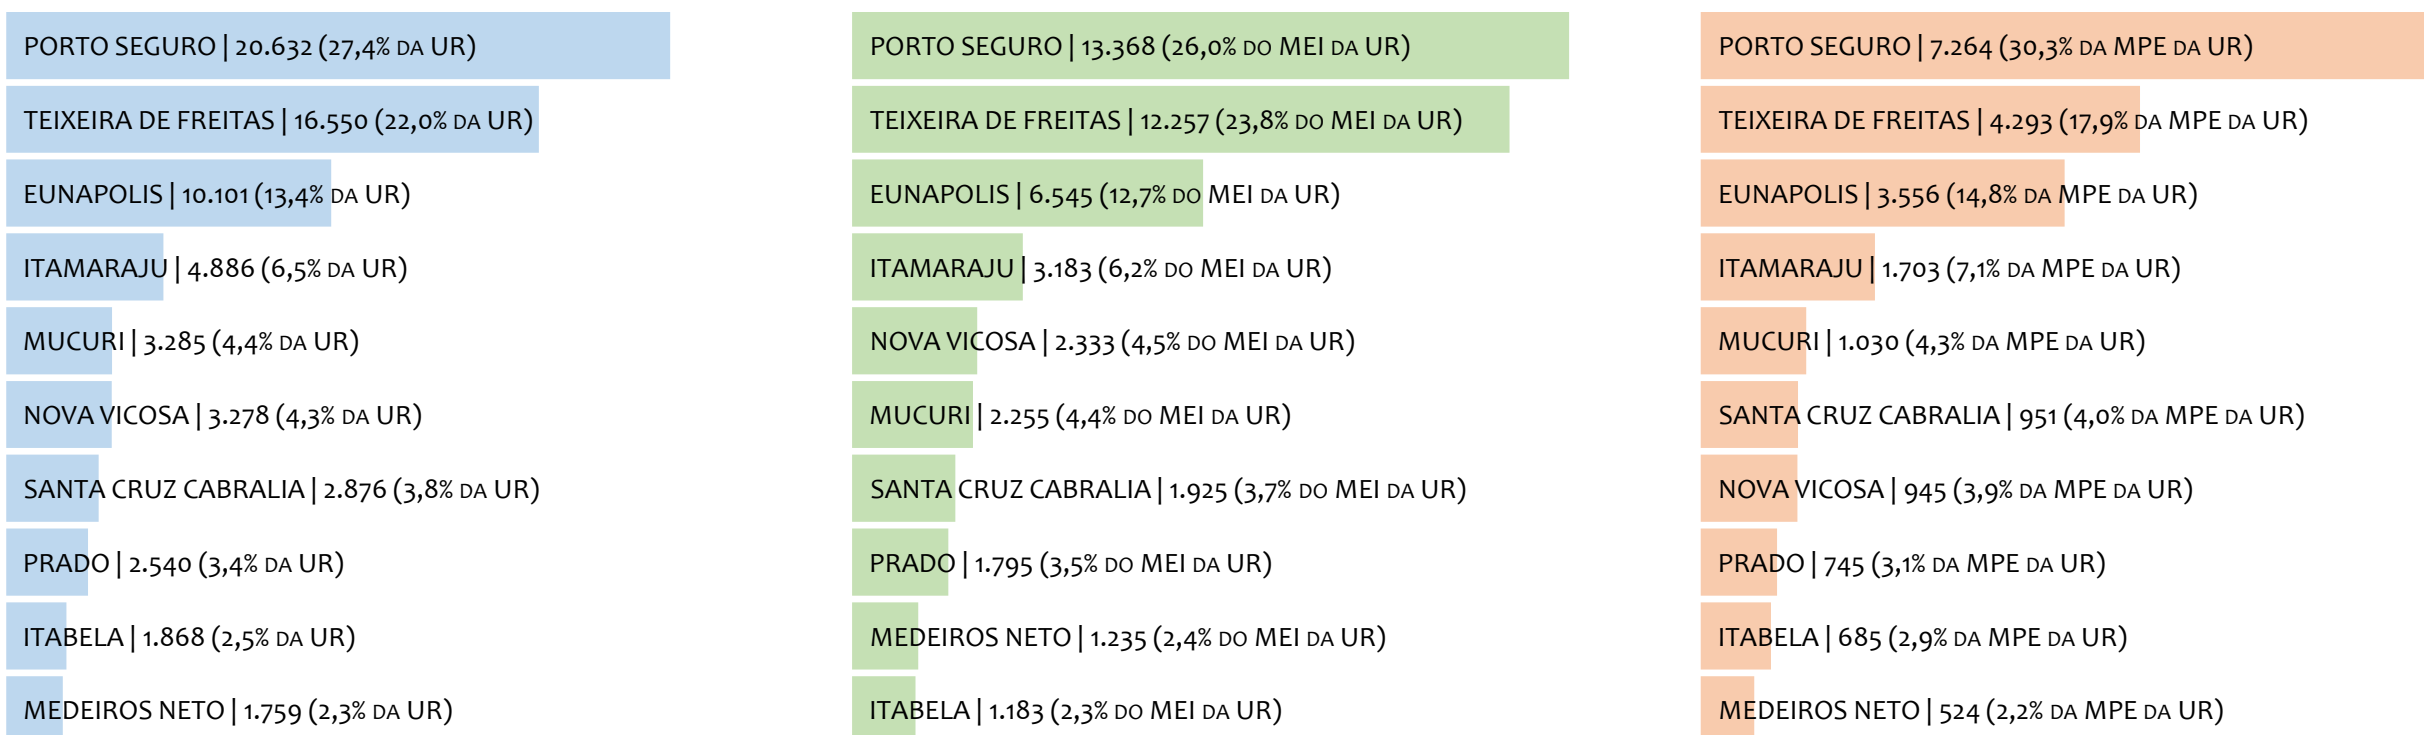 PORTO SEGURO | 20.632 (27,4% DA UR)
TEIXEIRA DE FREITAS | 16.550 (22,0% DA UR)
EUNAPOLIS | 10.101 (13,4% DA UR)
ITAMARAJU | 4.886 (6,5% DA UR)
MUCURI | 3.285 (4,4% DA UR)
NOVA VICOSA | 3.278 (4,3% DA UR)
SANTA CRUZ CABRALIA | 2.876 (3,8% DA UR)
PRADO | 2.540 (3,4% DA UR)
ITABELA | 1.868 (2,5% DA UR)
MEDEIROS NETO | 1.759 (2,3% DA UR)
PORTO SEGURO | 13.368 (26,0% DO MEI DA UR)
TEIXEIRA DE FREITAS | 12.257 (23,8% DO MEI DA UR)
EUNAPOLIS | 6.545 (12,7% DO MEI DA UR)
ITAMARAJU | 3.183 (6,2% DO MEI DA UR)
NOVA VICOSA | 2.333 (4,5% DO MEI DA UR)
MUCURI | 2.255 (4,4% DO MEI DA UR)
SANTA CRUZ CABRALIA | 1.925 (3,7% DO MEI DA UR)
PRADO | 1.795 (3,5% DO MEI DA UR)
MEDEIROS NETO | 1.235 (2,4% DO MEI DA UR)
ITABELA | 1.183 (2,3% DO MEI DA UR)
PORTO SEGURO | 7.264 (30,3% DA MPE DA UR)
TEIXEIRA DE FREITAS | 4.293 (17,9% DA MPE DA UR)
EUNAPOLIS | 3.556 (14,8% DA MPE DA UR)
ITAMARAJU | 1.703 (7,1% DA MPE DA UR)
MUCURI | 1.030 (4,3% DA MPE DA UR)
SANTA CRUZ CABRALIA | 951 (4,0% DA MPE DA UR)
NOVA VICOSA | 945 (3,9% DA MPE DA UR)
PRADO | 745 (3,1% DA MPE DA UR)
ITABELA | 685 (2,9% DA MPE DA UR)
MEDEIROS NETO | 524 (2,2% DA MPE DA UR)